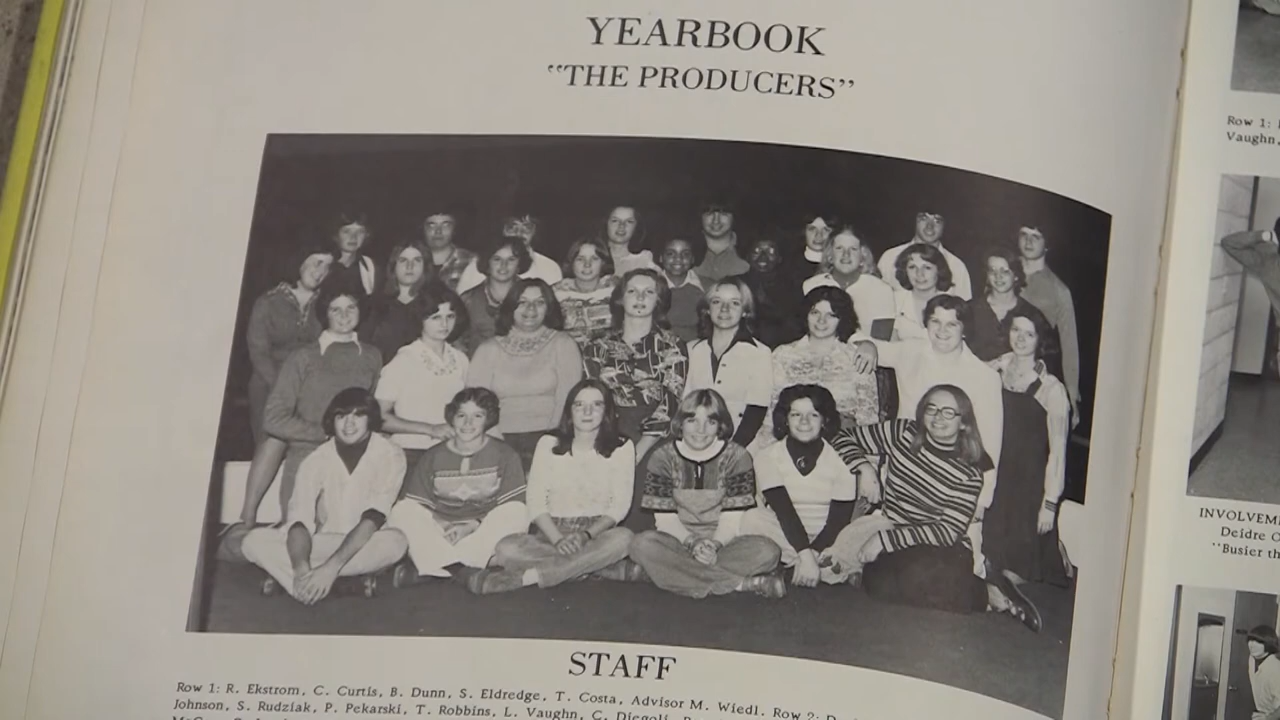 YEARBOOK
"THE PRODUCERS"
STAFF
Row 1: R. Ekstrom, C. Curtis, B. Dunn, S. Eldredge, T. Costa, Advisor M. Wiedl. Row 2:
Johnson, S. Rudziak, P. Pekarski, T. Robbins, L. Vaughn, C. Diegoli,
Row 1:
Vaughn,
INVOLVEM
Deidre
"Busier th